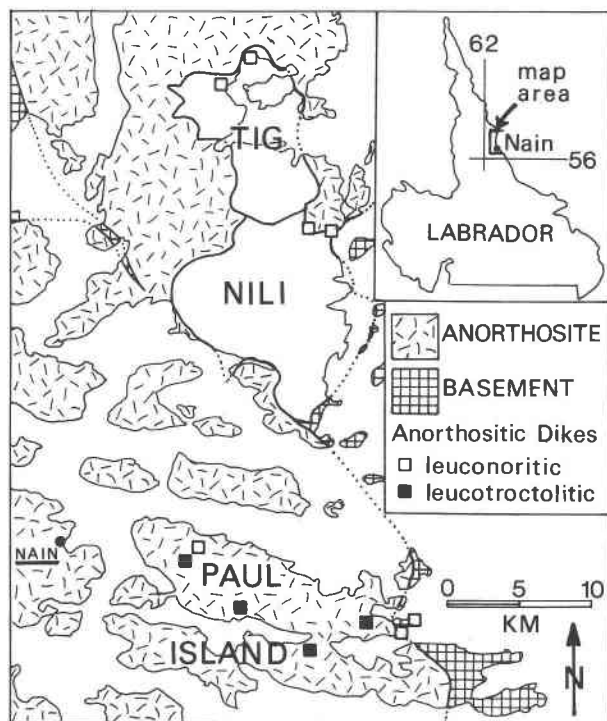 TIG
NILI
NAIN
PAUL
ISLAND
62
map
area
Nain
56
LABRADOR
ANORTHOSITE
BASEMENT
Anorthositic Dikes
leuconoritic
leucotroctolitic
0 5 10
KM
N